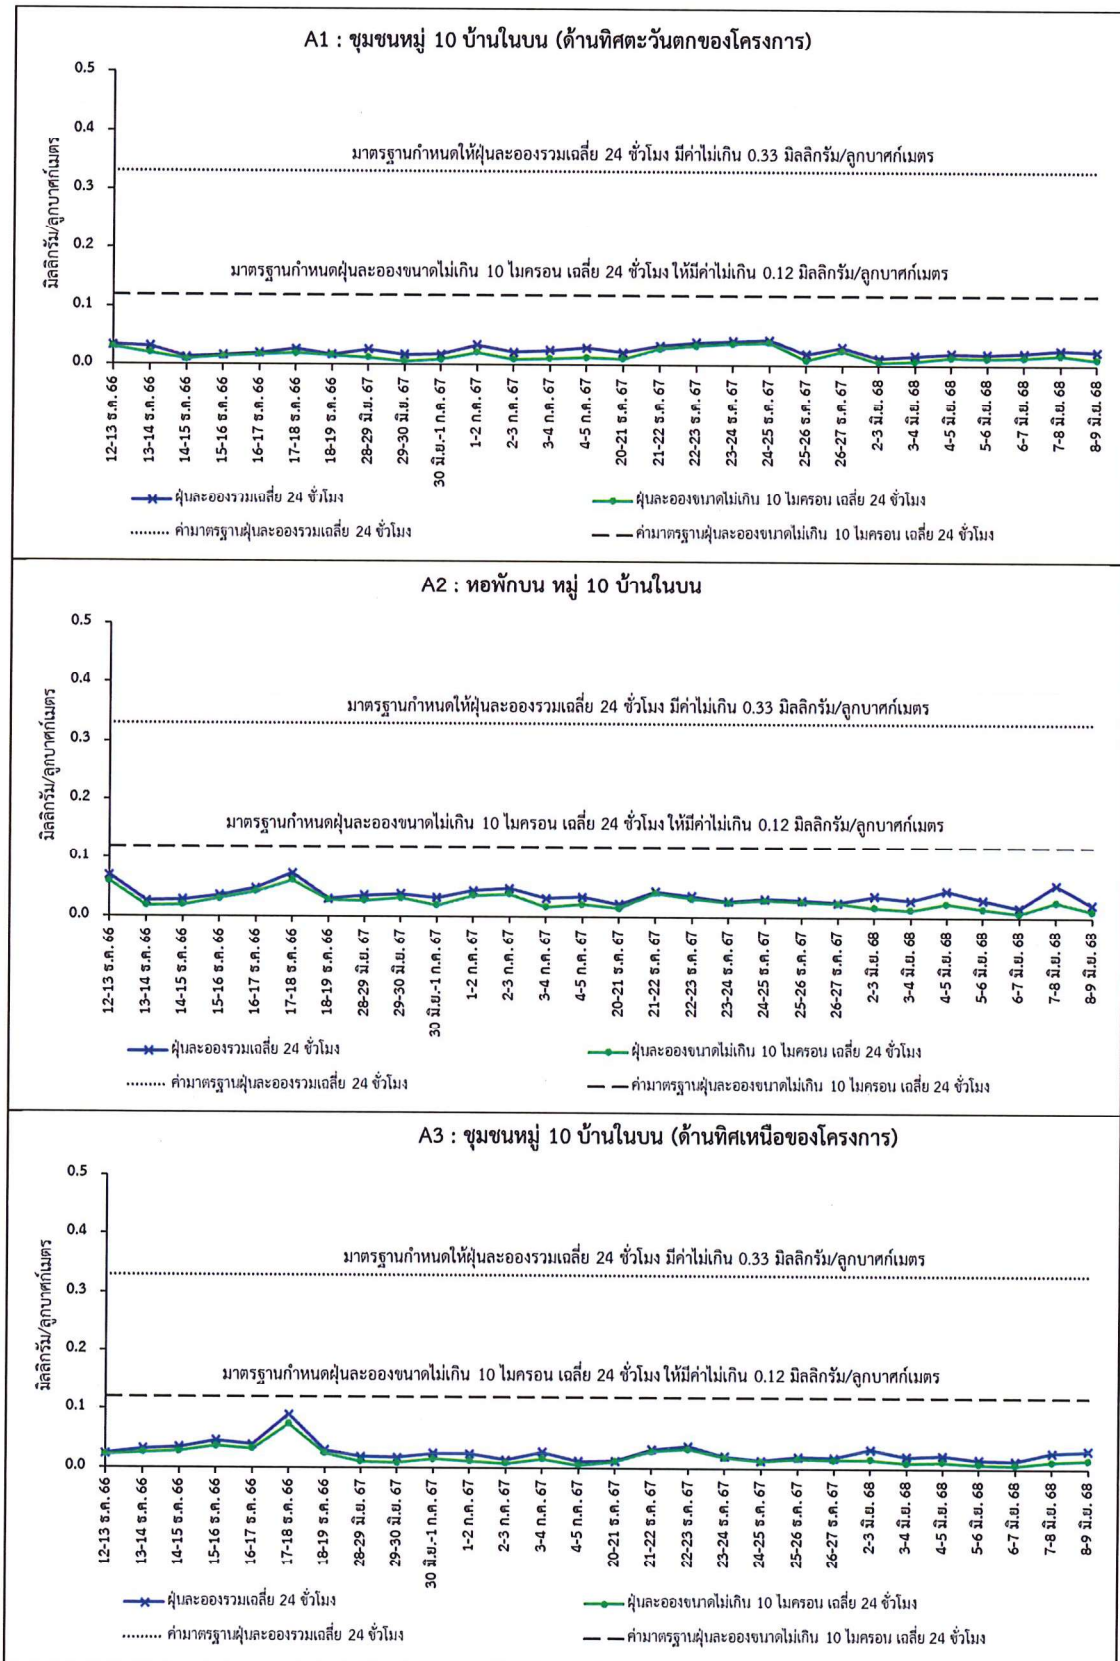 A1 : ชุมชนหมู่ 10 บ้านในบน (ด้านทิศตะวันตกของโครงการ)
มิลลิกรัม/ลูกบาศก์เมตร
0.5
0.4
0.3
0.2
0.1
0.0
มาตรฐานกำหนดให้ฝุ่นละอองรวมเฉลี่ย 24 ชั่วโมง มีค่าไม่เกิน 0.33 มิลลิกรัม/ลูกบาศก์เมตร
มาตรฐานกำหนดฝุ่นละอองขนาดไม่เกิน 10 ไมครอน เฉลี่ย 24 ชั่วโมง ให้มีค่าไม่เกิน 0.12 มิลลิกรัม/ลูกบาศก์เมตร
12-13 ธ.ค. 66
13-14 ธ.ค. 66
14-15 ธ.ค. 66
15-16 ธ.ค. 66
16-17 ธ.ค. 66
17-18 ธ.ค. 66
18-19 ธ.ค. 66
28-29 มิ.ย. 67
29-30 มิ.ย. 67
30 มิ.ย.-1 ก.ค. 67
1-2 ก.ค. 67
2-3 ก.ค. 67
3-4 ก.ค. 67
4-5 ก.ค. 67
20-21 ธ.ค. 67
21-22 ธ.ค. 67
22-23 ธ.ค. 67
23-24 ธ.ค. 67
24-25 ธ.ค. 67
25-26 ธ.ค. 67
26-27 ธ.ค. 67
2-3 มิ.ย. 68
3-4 มิ.ย. 68
4-5 มิ.ย. 68
5-6 มิ.ย. 68
6-7 มิ.ย. 68
7-8 มิ.ย. 68
8-9 มิ.ย. 68
ฝุ่นละอองรวมเฉลี่ย 24 ชั่วโมง
ฝุ่นละอองขนาดไม่เกิน 10 ไมครอน เฉลี่ย 24 ชั่วโมง
ค่ามาตรฐานฝุ่นละอองรวมเฉลี่ย 24 ชั่วโมง
ค่ามาตรฐานฝุ่นละอองขนาดไม่เกิน 10 ไมครอน เฉลี่ย 24 ชั่วโมง
A2 : หอพักบน หมู่ 10 บ้านในบน
มิลลิกรัม/ลูกบาศก์เมตร
0.5
0.4
0.3
0.2
0.1
0.0
มาตรฐานกำหนดให้ฝุ่นละอองรวมเฉลี่ย 24 ชั่วโมง มีค่าไม่เกิน 0.33 มิลลิกรัม/ลูกบาศก์เมตร
มาตรฐานกำหนดฝุ่นละอองขนาดไม่เกิน 10 ไมครอน เฉลี่ย 24 ชั่วโมง ให้มีค่าไม่เกิน 0.12 มิลลิกรัม/ลูกบาศก์เมตร
12-13 ธ.ค. 66
13-14 ธ.ค. 66
14-15 ธ.ค. 66
15-16 ธ.ค. 66
16-17 ธ.ค. 66
17-18 ธ.ค. 66
18-19 ธ.ค. 66
28-29 มิ.ย. 67
29-30 มิ.ย. 67
30 มิ.ย.-1 ก.ค. 67
1-2 ก.ค. 67
2-3 ก.ค. 67
3-4 ก.ค. 67
4-5 ก.ค. 67
20-21 ธ.ค. 67
21-22 ธ.ค. 67
22-23 ธ.ค. 67
23-24 ธ.ค. 67
24-25 ธ.ค. 67
25-26 ธ.ค. 67
26-27 ธ.ค. 67
2-3 มิ.ย. 68
3-4 มิ.ย. 68
4-5 มิ.ย. 68
5-6 มิ.ย. 68
6-7 มิ.ย. 68
7-8 มิ.ย. 68
8-9 มิ.ย. 68
ฝุ่นละอองรวมเฉลี่ย 24 ชั่วโมง
ฝุ่นละอองขนาดไม่เกิน 10 ไมครอน เฉลี่ย 24 ชั่วโมง
ค่ามาตรฐานฝุ่นละอองรวมเฉลี่ย 24 ชั่วโมง
ค่ามาตรฐานฝุ่นละอองขนาดไม่เกิน 10 ไมครอน เฉลี่ย 24 ชั่วโมง
A3 : ชุมชนหมู่ 10 บ้านในบน (ด้านทิศเหนือของโครงการ)
มิลลิกรัม/ลูกบาศก์เมตร
0.5
0.4
0.3
0.2
0.1
0.0
มาตรฐานกำหนดให้ฝุ่นละอองรวมเฉลี่ย 24 ชั่วโมง มีค่าไม่เกิน 0.33 มิลลิกรัม/ลูกบาศก์เมตร
มาตรฐานกำหนดฝุ่นละอองขนาดไม่เกิน 10 ไมครอน เฉลี่ย 24 ชั่วโมง ให้มีค่าไม่เกิน 0.12 มิลลิกรัม/ลูกบาศก์เมตร
12-13 ธ.ค. 66
13-14 ธ.ค. 66
14-15 ธ.ค. 66
15-16 ธ.ค. 66
16-17 ธ.ค. 66
17-18 ธ.ค. 66
18-19 ธ.ค. 66
28-29 มิ.ย. 67
29-30 มิ.ย. 67
30 มิ.ย.-1 ก.ค. 67
1-2 ก.ค. 67
2-3 ก.ค. 67
3-4 ก.ค. 67
4-5 ก.ค. 67
20-21 ธ.ค. 67
21-22 ธ.ค. 67
22-23 ธ.ค. 67
23-24 ธ.ค. 67
24-25 ธ.ค. 67
25-26 ธ.ค. 67
26-27 ธ.ค. 67
2-3 มิ.ย. 68
3-4 มิ.ย. 68
4-5 มิ.ย. 68
5-6 มิ.ย. 68
6-7 มิ.ย. 68
7-8 มิ.ย. 68
8-9 มิ.ย. 68
ฝุ่นละอองรวมเฉลี่ย 24 ชั่วโมง
ฝุ่นละอองขนาดไม่เกิน 10 ไมครอน เฉลี่ย 24 ชั่วโมง
ค่ามาตรฐานฝุ่นละอองรวมเฉลี่ย 24 ชั่วโมง
ค่ามาตรฐานฝุ่นละอองขนาดไม่เกิน 10 ไมครอน เฉลี่ย 24 ชั่วโมง